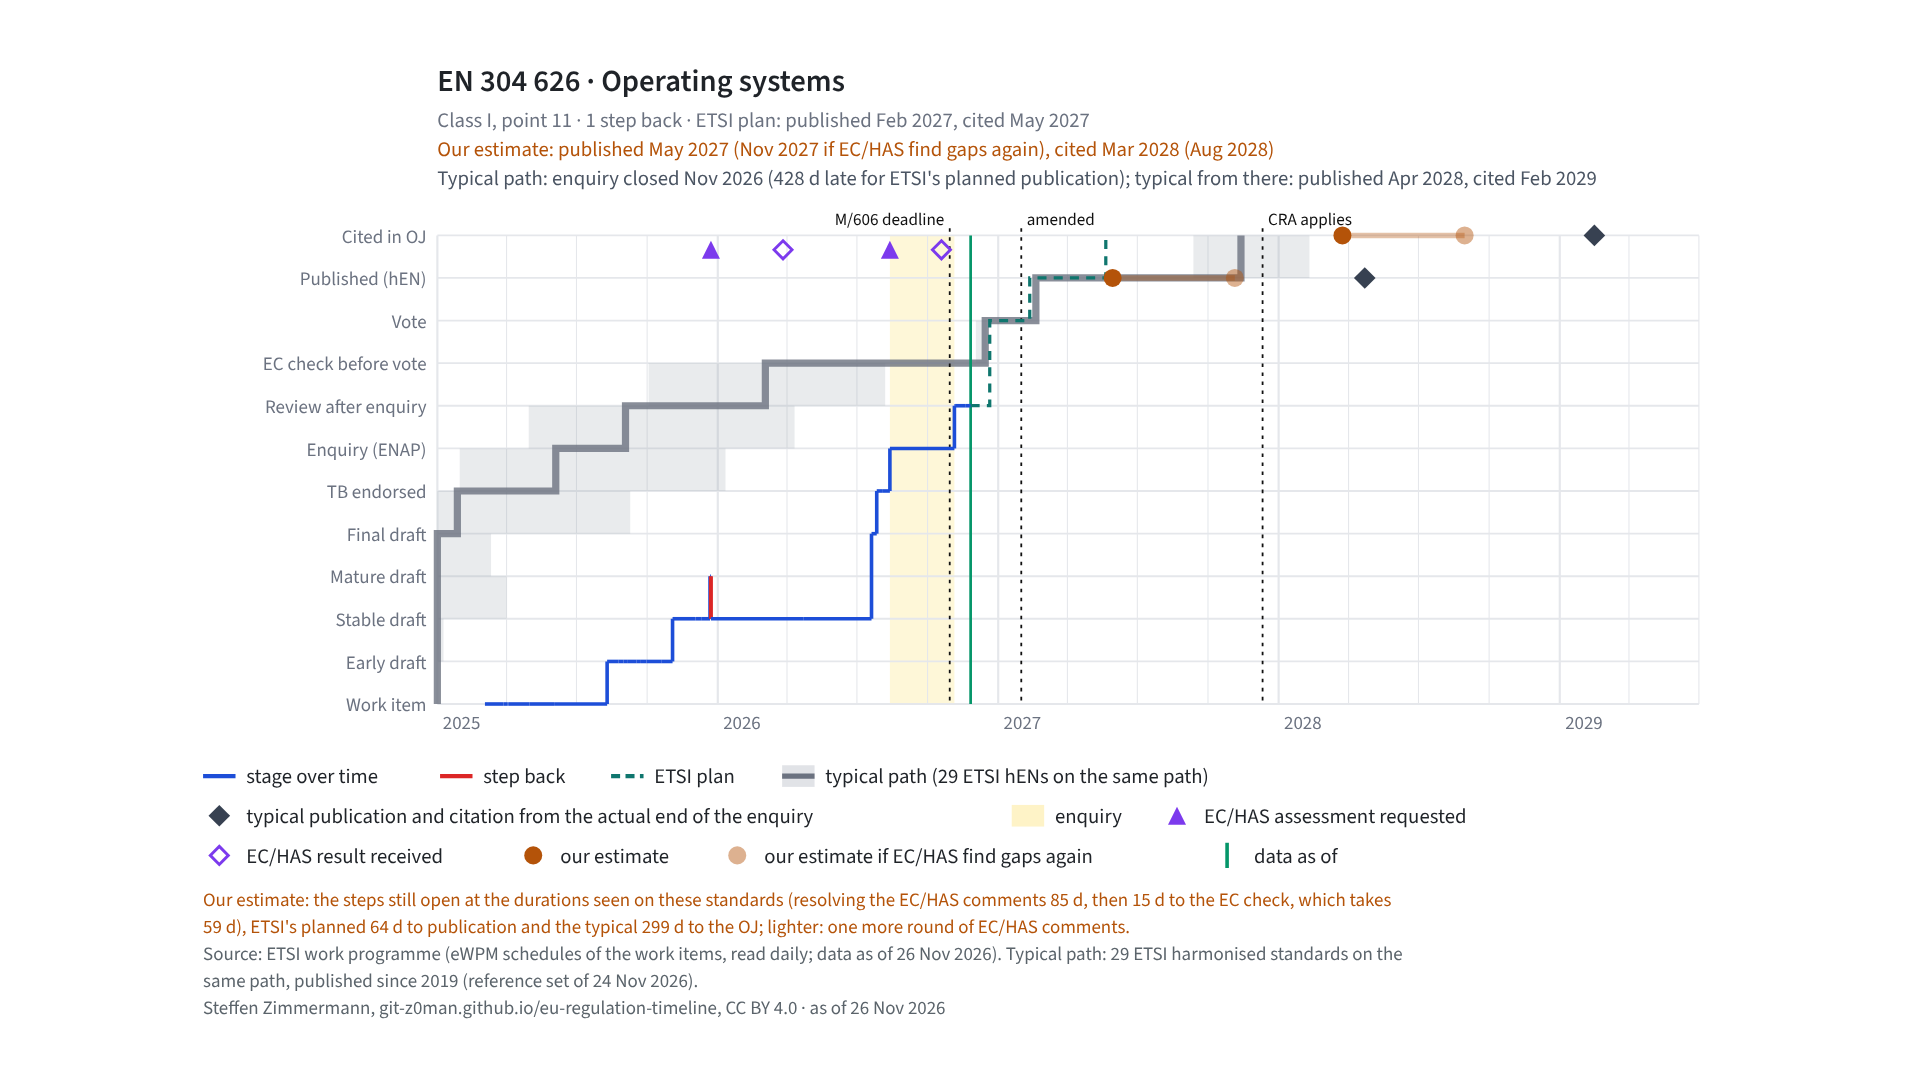 EN 304 626 · Operating systems
Class I, point 11 · 1 step back · ETSI plan: published Feb 2027, cited May 2027
Our estimate: published May 2027 (Nov 2027 if EC/HAS find gaps again), cited Mar 2028 (Aug 2028)
Typical path: enquiry closed Nov 2026 (428 d late for ETSI's planned publication); typical from there: published Apr 2028, cited Feb 2029
M/606 deadline
amended
CRA applies
Cited in OJ
Published (hEN)
Vote
EC check before vote
Review after enquiry
Enquiry (ENAP)
TB endorsed
Final draft
Mature draft
Stable draft
Early draft
Work item
2025
2026
2027
2028
2029
stage over time
step back
ETSI plan
typical path (29 ETSI hENs on the same path)
typical publication and citation from the actual end of the enquiry
enquiry
EC/HAS assessment requested
EC/HAS result received
our estimate
our estimate if EC/HAS find gaps again
data as of
Our estimate: the steps still open at the durations seen on these standards (resolving the EC/HAS comments 85 d, then 15 d to the EC check, which takes
59 d), ETSI's planned 64 d to publication and the typical 299 d to the OJ; lighter: one more round of EC/HAS comments.
Source: ETSI work programme (eWPM schedules of the work items, read daily; data as of 26 Nov 2026). Typical path: 29 ETSI harmonised standards on the
same path, published since 2019 (reference set of 24 Nov 2026).
Steffen Zimmermann, git-z0man.github.io/eu-regulation-timeline, CC BY 4.0 · as of 26 Nov 2026